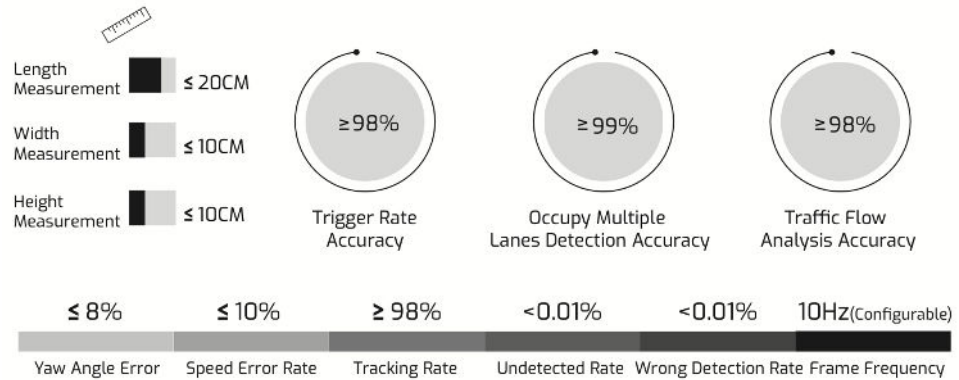 Length
Measurement
≤ 20CM
Width
Measurement
≤ 10CM
Height
Measurement
≤ 10CM
≥98%
Trigger Rate
Accuracy
≥ 99%
Occupy Multiple
Lanes Detection Accuracy
≥98%
Traffic Flow
Analysis Accuracy
≤ 8%
Yaw Angle Error
≤ 10%
Speed Error Rate
≥ 98%
Tracking Rate
<0.01%
Undetected Rate
<0.01%
Wrong Detection Rate
10Hz(Configurable)
Frame Frequency